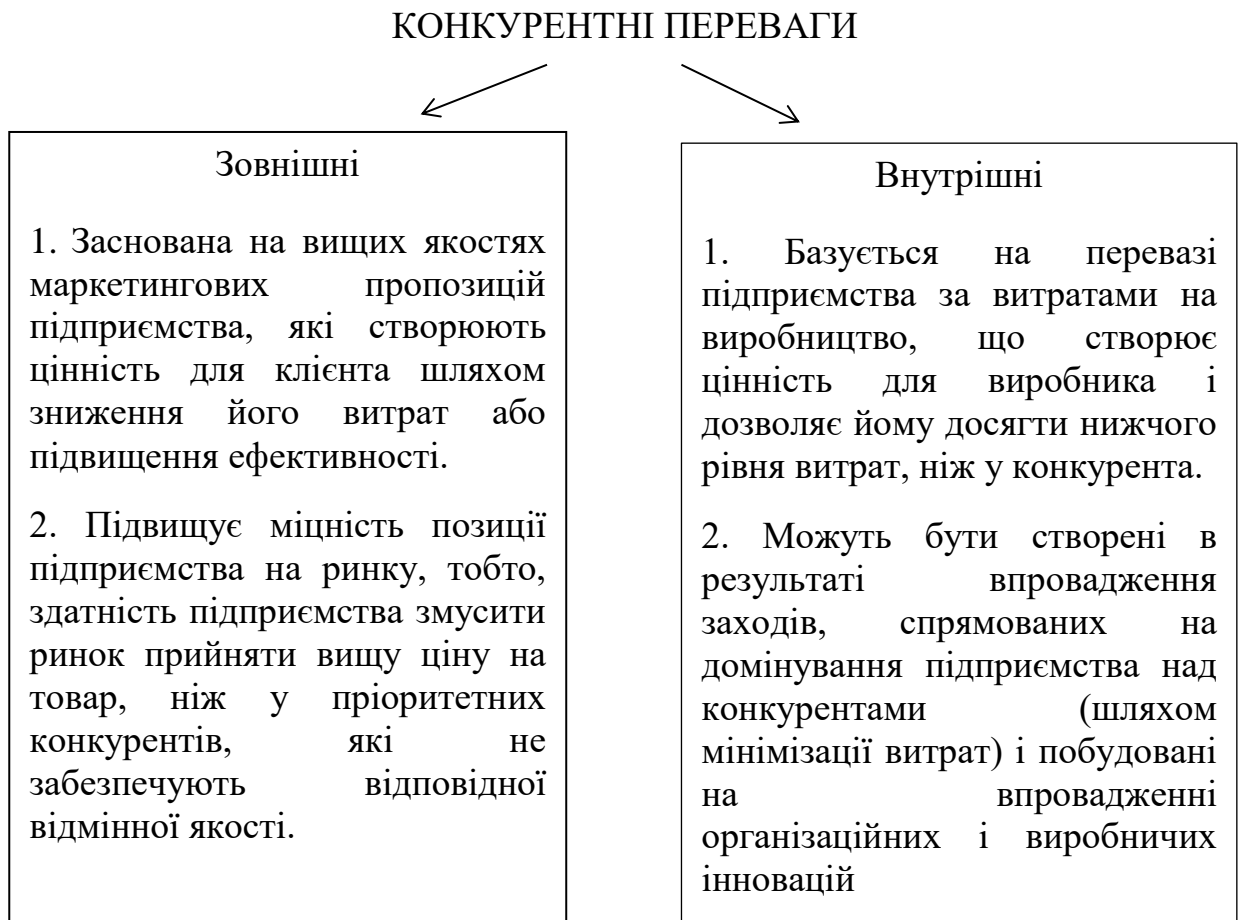 КОНКУРЕНТНІ ПЕРЕВАГИ
Зовнішні
1. Заснована на вищих якостях
маркетингових пропозицій
підприємства, які створюють
цінність для клієнта шляхом
зниження його витрат або
підвищення ефективності.
2. Підвищує міцність позиції
підприємства на ринку, тобто,
здатність підприємства змусити
ринок прийняти вищу ціну на
товар, ніж у пріоритетних
конкурентів, які не
забезпечують відповідної
відмінної якості.
Внутрішні
1. Базується на перевазі
підприємства за витратами на
виробництво, що створює
цінність для виробника і
дозволяє йому досягти нижчого
рівня витрат, ніж у конкурента.
2. Можуть бути створені в
результаті впровадження
заходів, спрямованих на
домінування підприємства над
конкурентами (шляхом
мінімізації витрат) і побудовані
на впровадженні
організаційних і виробничих
інновацій